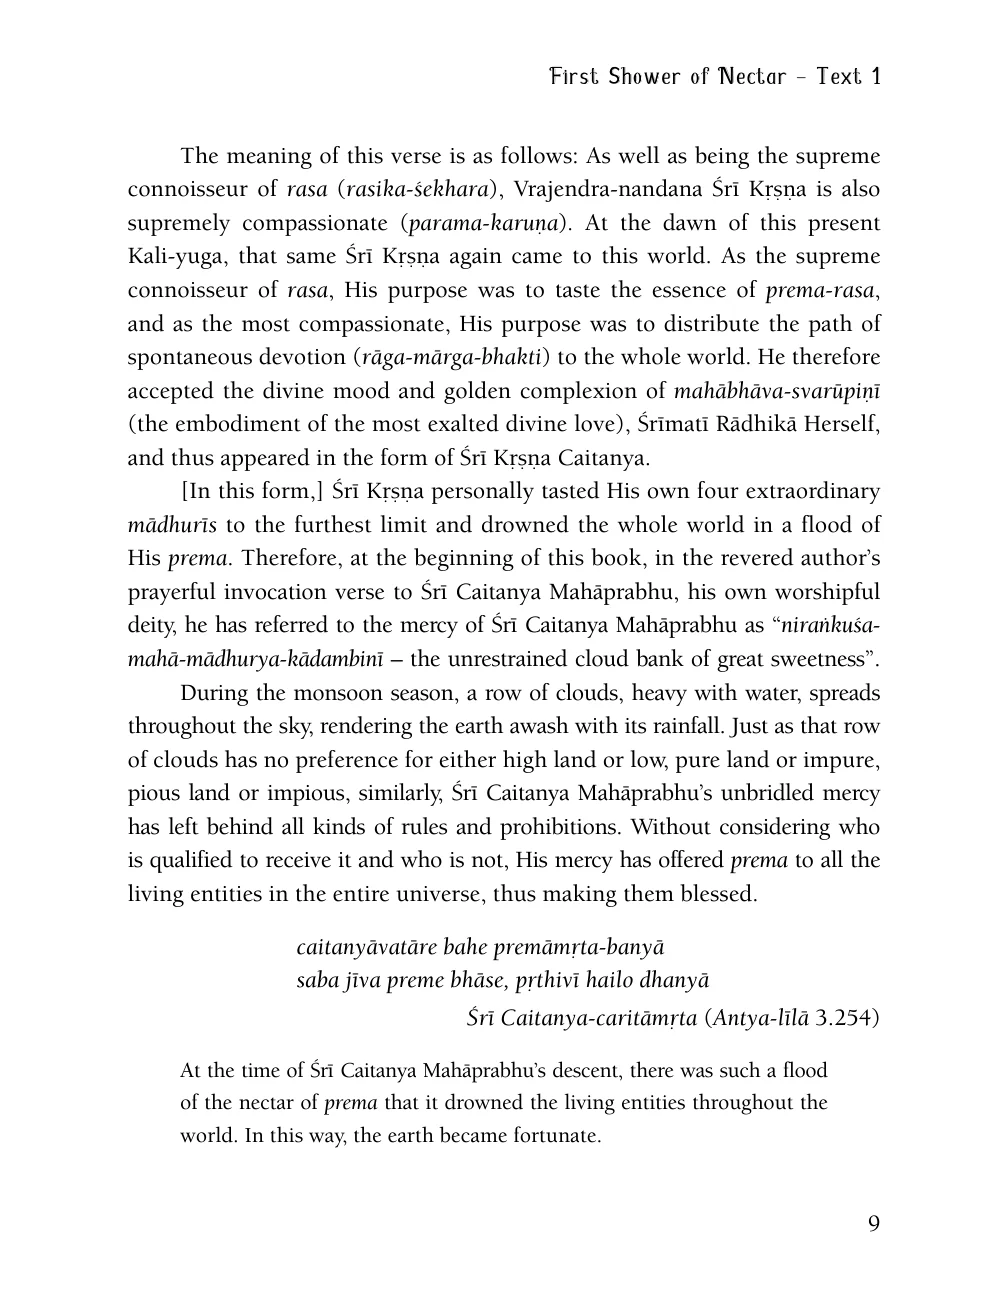 First Shower of Nectar – Text 1
The meaning of this verse is as follows: As well as being the supreme
connoisseur of rasa (rasika-śekhara), Vrajendra-nandana Śrī Kṛṣṇa is also
supremely compassionate (parama-karuṇa). At the dawn of this present
Kali-yuga, that same Śrī Kṛṣṇa again came to this world. As the supreme
connoisseur of rasa, His purpose was to taste the essence of prema-rasa,
and as the most compassionate, His purpose was to distribute the path of
spontaneous devotion (rāga-mārga-bhakti) to the whole world. He therefore
accepted the divine mood and golden complexion of mahābhāva-svarūpiṇī
(the embodiment of the most exalted divine love), Śrīmatī Rādhikā Herself,
and thus appeared in the form of Śrī Kṛṣṇa Caitanya.
[In this form,] Śrī Kṛṣṇa personally tasted His own four extraordinary
mādhurīs to the furthest limit and drowned the whole world in a flood of
His prema. Therefore, at the beginning of this book, in the revered author’s
prayerful invocation verse to Śrī Caitanya Mahāprabhu, his own worshipful
deity, he has referred to the mercy of Śrī Caitanya Mahāprabhu as “niraṅkuśa-
mahā-mādhurya-kādambinī – the unrestrained cloud bank of great sweetness”.
During the monsoon season, a row of clouds, heavy with water, spreads
throughout the sky, rendering the earth awash with its rainfall. Just as that row
of clouds has no preference for either high land or low, pure land or impure,
pious land or impious, similarly, Śrī Caitanya Mahāprabhu’s unbridled mercy
has left behind all kinds of rules and prohibitions. Without considering who
is qualified to receive it and who is not, His mercy has offered prema to all the
living entities in the entire universe, thus making them blessed.
caitanyāvatāre bahe premāmṛta-banyā
saba jīva preme bhāse, pṛthivī hailo dhanyā
Śrī Caitanya-caritāmṛta (Antya-līlā 3.254)
At the time of Śrī Caitanya Mahāprabhu’s descent, there was such a flood
of the nectar of prema that it drowned the living entities throughout the
world. In this way, the earth became fortunate.
9